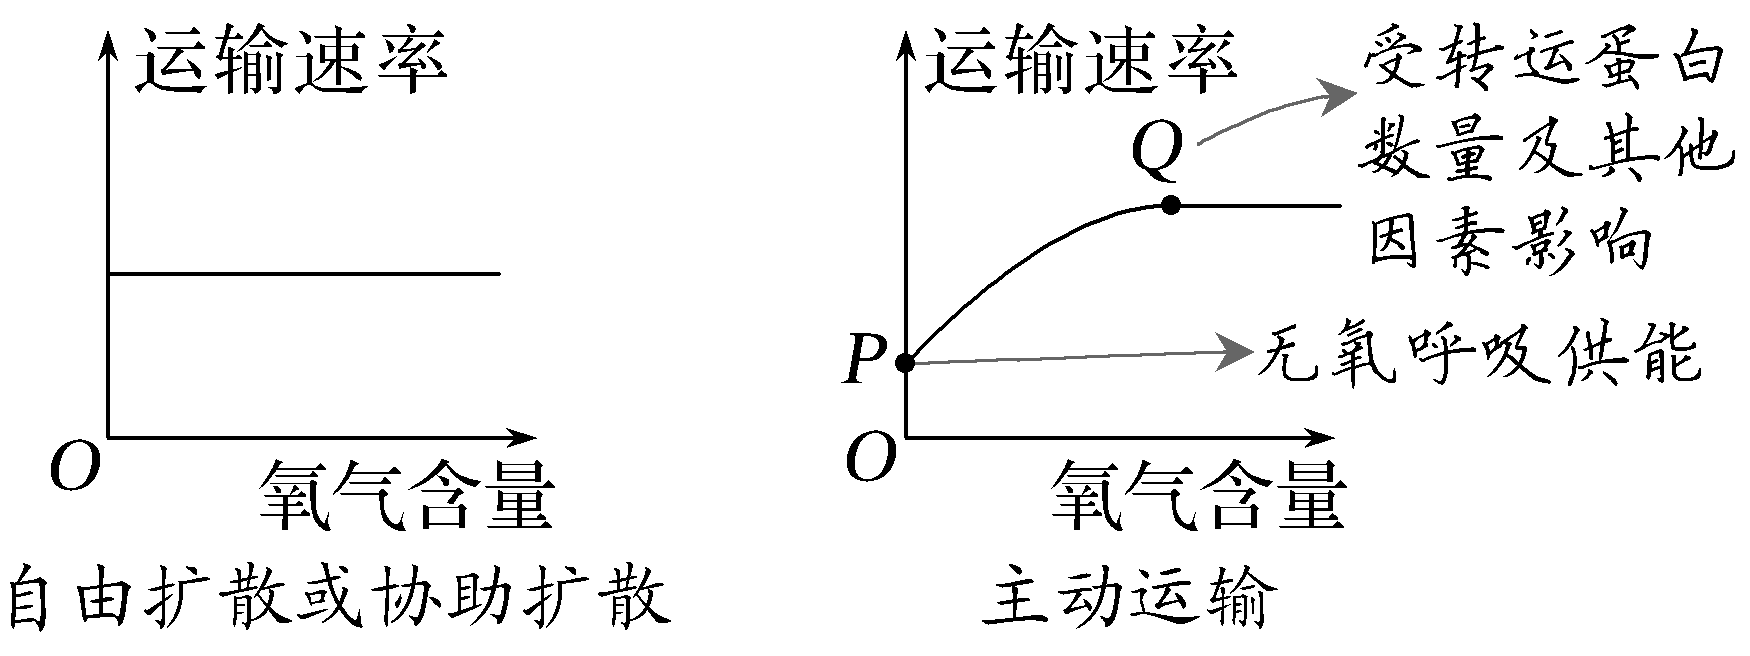 运输速率
O
氧气含量
自由扩散或协助扩散
运输速率
Q
受转运蛋白
数量及其他
因素影响
P
无氧呼吸供能
O
氧气含量
主动运输